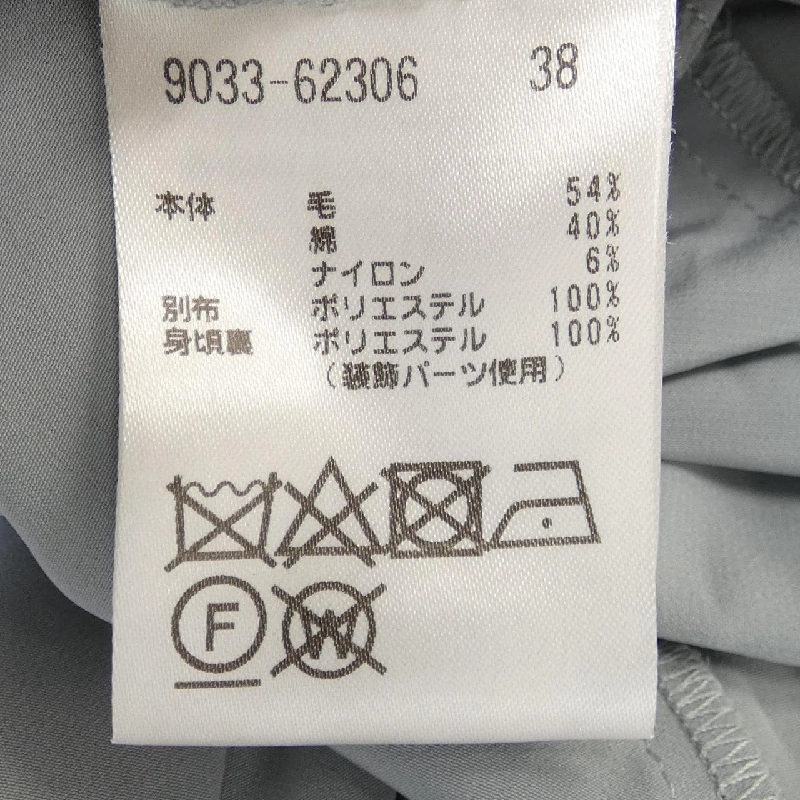 9033-62306 38
本体 毛 54%
綿 40%
ナイロン 6%
別布 ポリエステル 100%
身頃裏 ポリエステル 100%
(装飾パーツ使用)
F
W